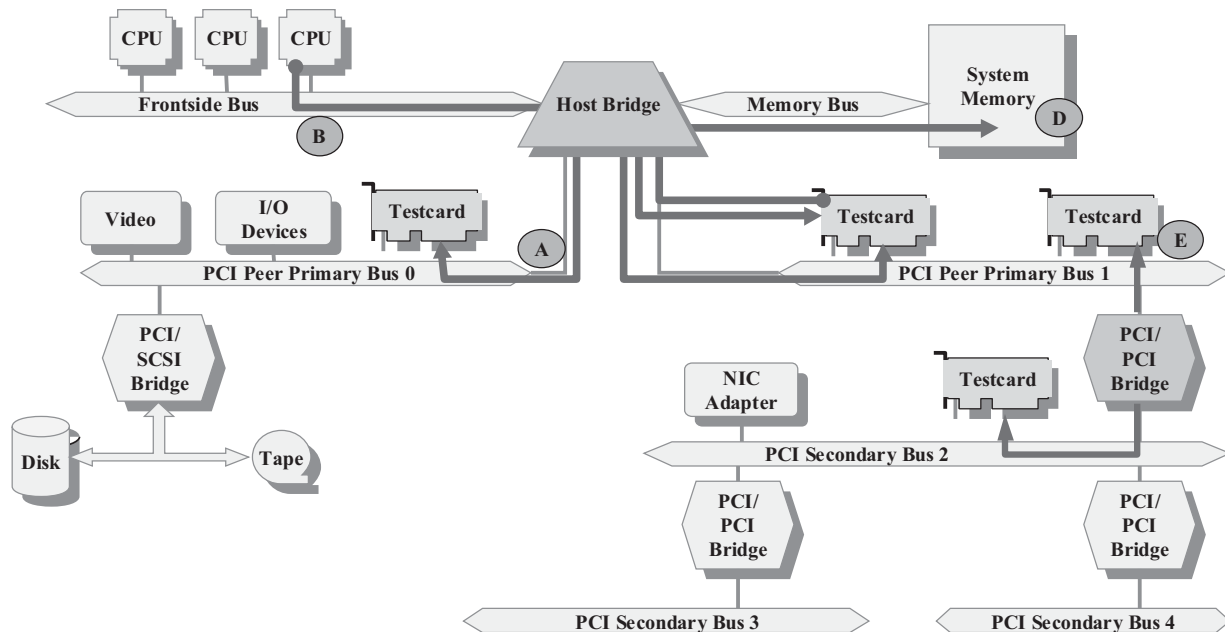 CPU
CPU
CPU
Frontside Bus
Host Bridge
Memory Bus
System
Memory
B
D
Video
I/O
Devices
Testcard
A
Testcard
Testcard
E
PCI Peer Primary Bus 0
PCI Peer Primary Bus 1
PCI/
SCSI
Bridge
NIC
Adapter
Testcard
PCI/
PCI
Bridge
Disk
Tape
PCI Secondary Bus 2
PCI/
PCI
Bridge
PCI/
PCI
Bridge
PCI Secondary Bus 3
PCI Secondary Bus 4